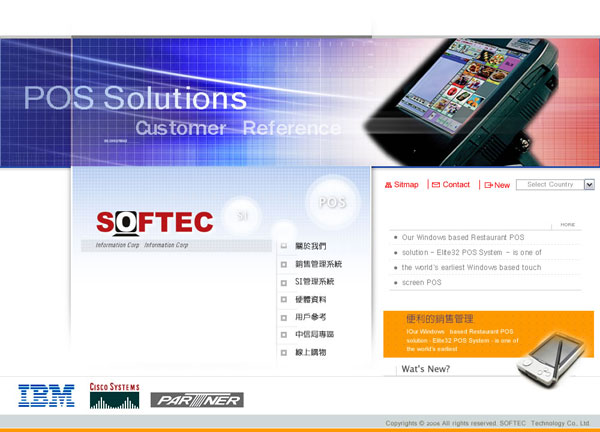 POS Solutions
Customer Reference
Sitmap
Contact
New
Select Country
SOFTEC
SI
POS
Information Corp Information Corp
HOME
Our Windows based Restaurant POS
solution - Elite32 POS System - is one of
the world's earliest Windows based touch
screen POS
關於我們
銷售管理系統
SI管理系統
硬體資料
用戶參考
中信局專區
線上購物
便利的銷售管理
!Our Windows based Restaurant POS
solution - Elite32 POS System - is one of
the world's earliest
Wat's New?
IBM
CISCO SYSTEMS
PARTNER
Copyrights © 2006 All rights reserved. SOFTEC Technology Co., Ltd.